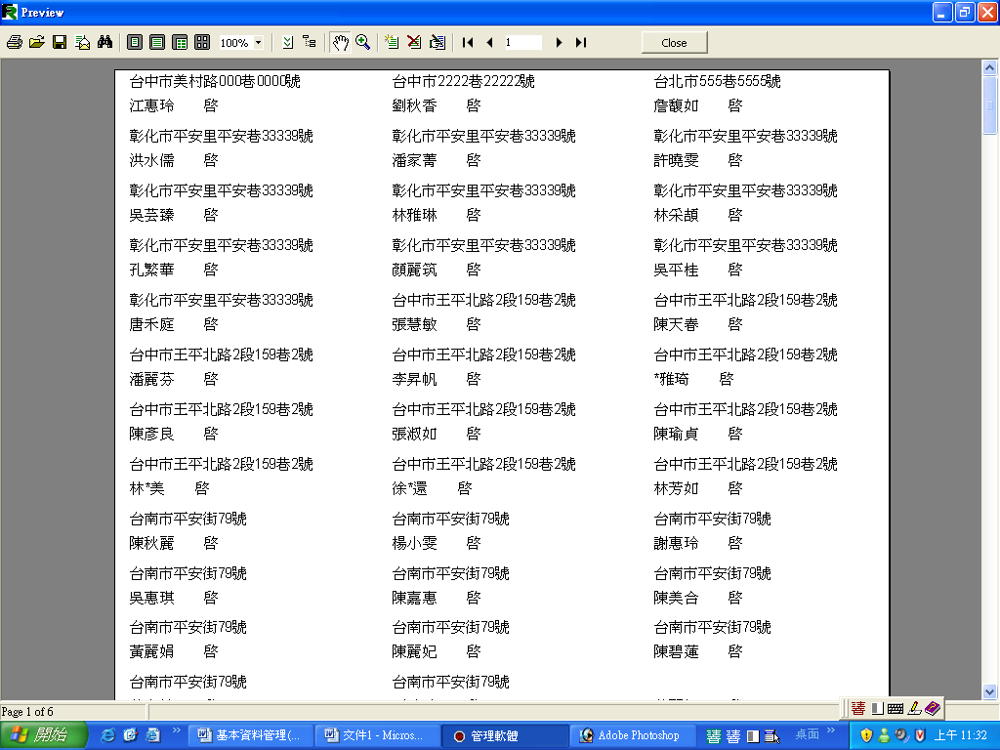 Preview
100%
1
Close
台中市美村路000巷0000號 台中市2222巷22222號 台北市555巷5555號
江惠玲 啓 劉秋香 啓 詹馥如 啓
彰化市平安里平安巷33339號 彰化市平安里平安巷33339號 彰化市平安里平安巷33339號
洪水儒 啓 潘家菁 啓 許曉雯 啓
彰化市平安里平安巷33339號 彰化市平安里平安巷33339號 彰化市平安里平安巷33339號
吳芸臻 啓 林雅琳 啓 林采頡 啓
彰化市平安里平安巷33339號 彰化市平安里平安巷33339號 彰化市平安里平安巷33339號
孔繁華 啓 顏麗筑 啓 吳平桂 啓
彰化市平安里平安巷33339號 台中市王平北路2段159巷2號 台中市王平北路2段159巷2號
唐禾庭 啓 張慧敏 啓 陳天春 啓
台中市王平北路2段159巷2號 台中市王平北路2段159巷2號 台中市王平北路2段159巷2號
潘麗芬 啓 李昇帆 啓 *雅琦 啓
台中市王平北路2段159巷2號 台中市王平北路2段159巷2號 台中市王平北路2段159巷2號
陳彥良 啓 張淑如 啓 陳瑜貞 啓
台中市王平北路2段159巷2號 台中市王平北路2段159巷2號 台中市王平北路2段159巷2號
林*美 啓 徐*還 啓 林芳如 啓
台南市平安街79號 台南市平安街79號 台南市平安街79號
陳秋麗 啓 楊小雯 啓 謝惠玲 啓
台南市平安街79號 台南市平安街79號 台南市平安街79號
吳惠琪 啓 陳嘉惠 啓 陳美合 啓
台南市平安街79號 台南市平安街79號 台南市平安街79號
黃麗娟 啓 陳麗妃 啓 陳碧蓮 啓
台南市平安街79號 台南市平安街79號
Page 1 of 6
開始 基本資料管理(... 文件1 - Micros... 管理軟體 Adobe Photoshop 桌面 上午 11:32